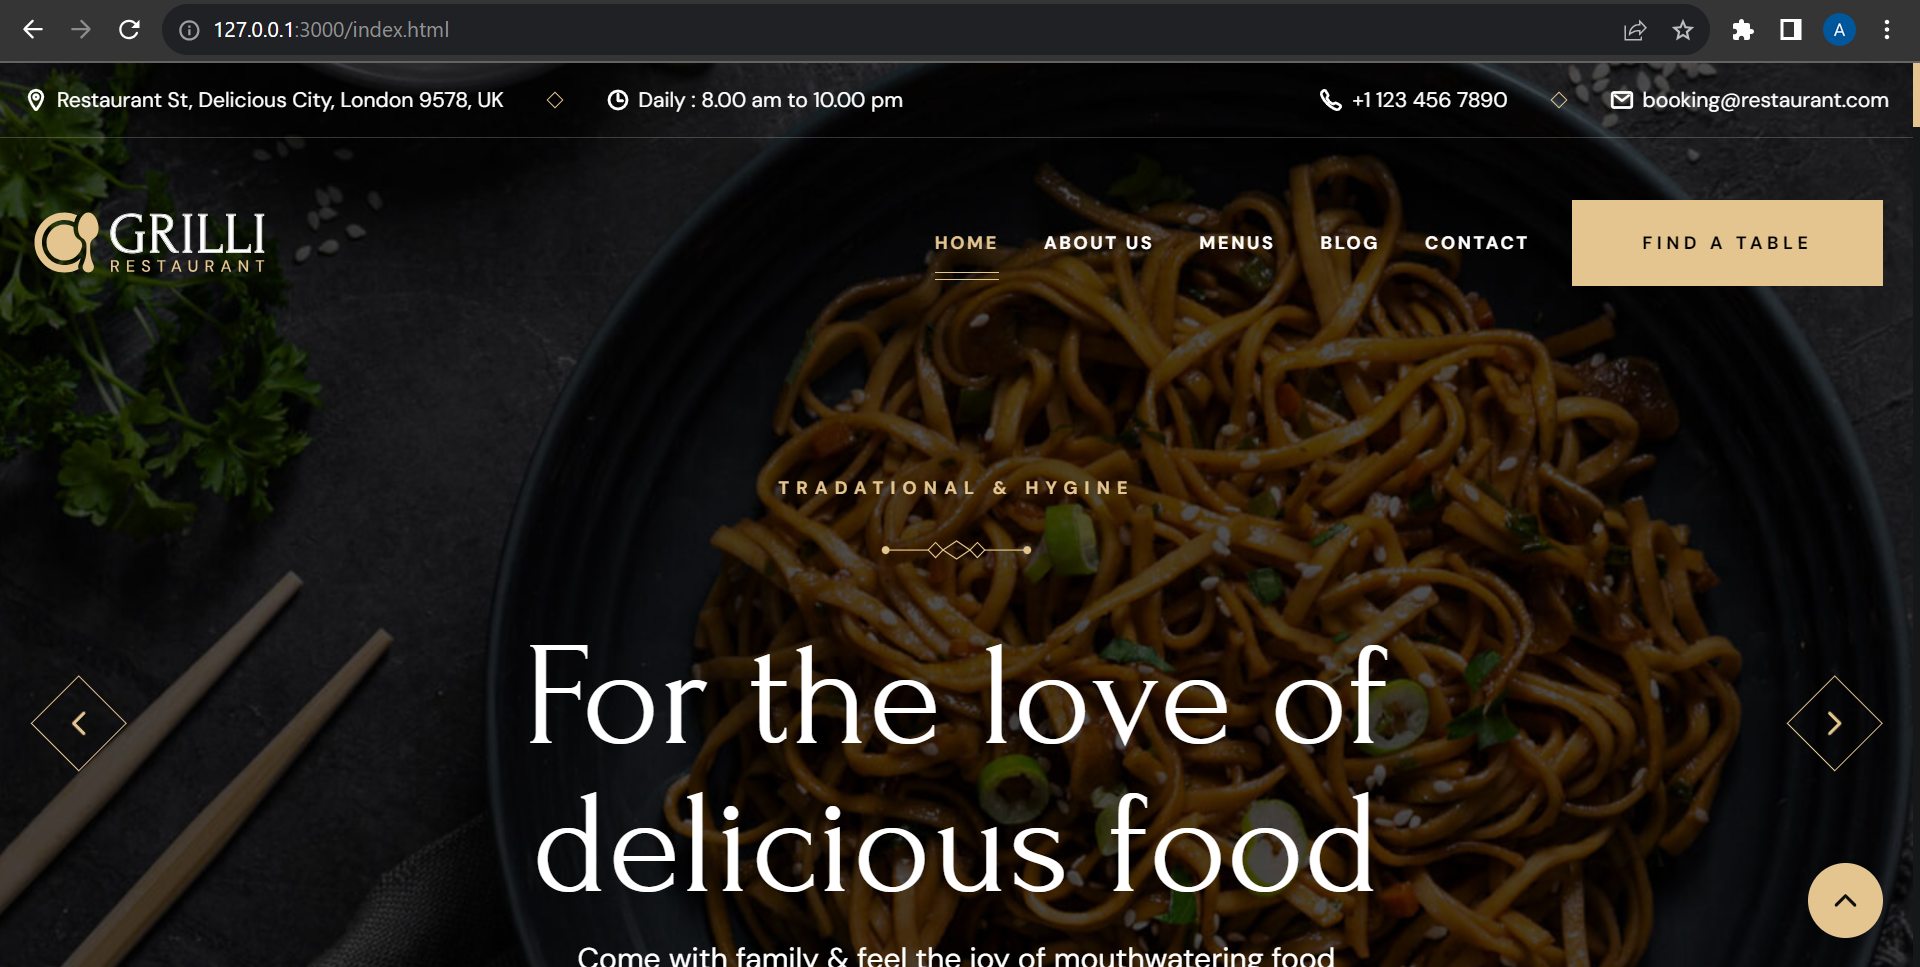 127.0.0.1:3000/index.html
A
Restaurant St, Delicious City, London 9578, UK
Daily : 8.00 am to 10.00 pm
+1 123 456 7890
booking@restaurant.com
GRILLI
RESTAURANT
HOME
ABOUT US
MENUS
BLOG
CONTACT
FIND A TABLE
TRADATIONAL & HYGINE
For the love of
delicious food
Come with family & feel the joy of mouthwatering food